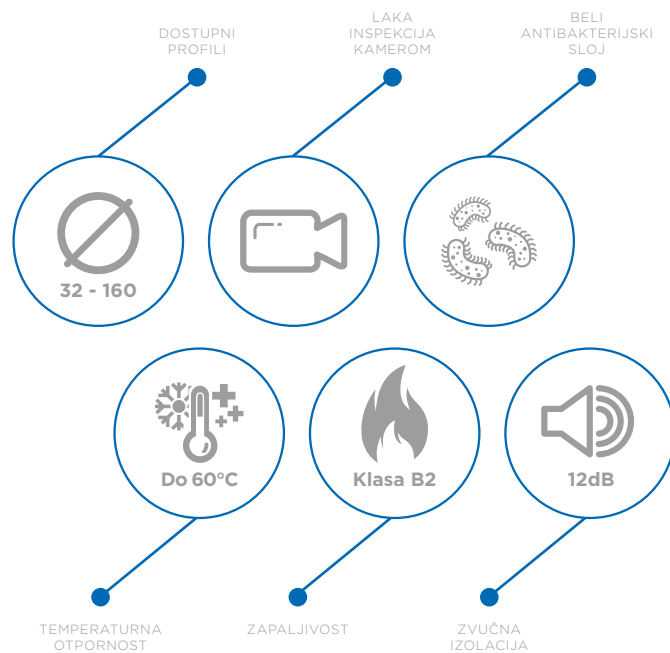 DOSTUPNI
PROFILI
LAKA
INSPEKCIJA
KAMEROM
BELI
ANTIBAKTERIJSKI
SLOJ
32 - 160
Do 60°C
Klasa B2
12dB
TEMPERATURNA
OTPORNOST
ZAPALJIVOST
ZVUČNA
IZOLACIJA